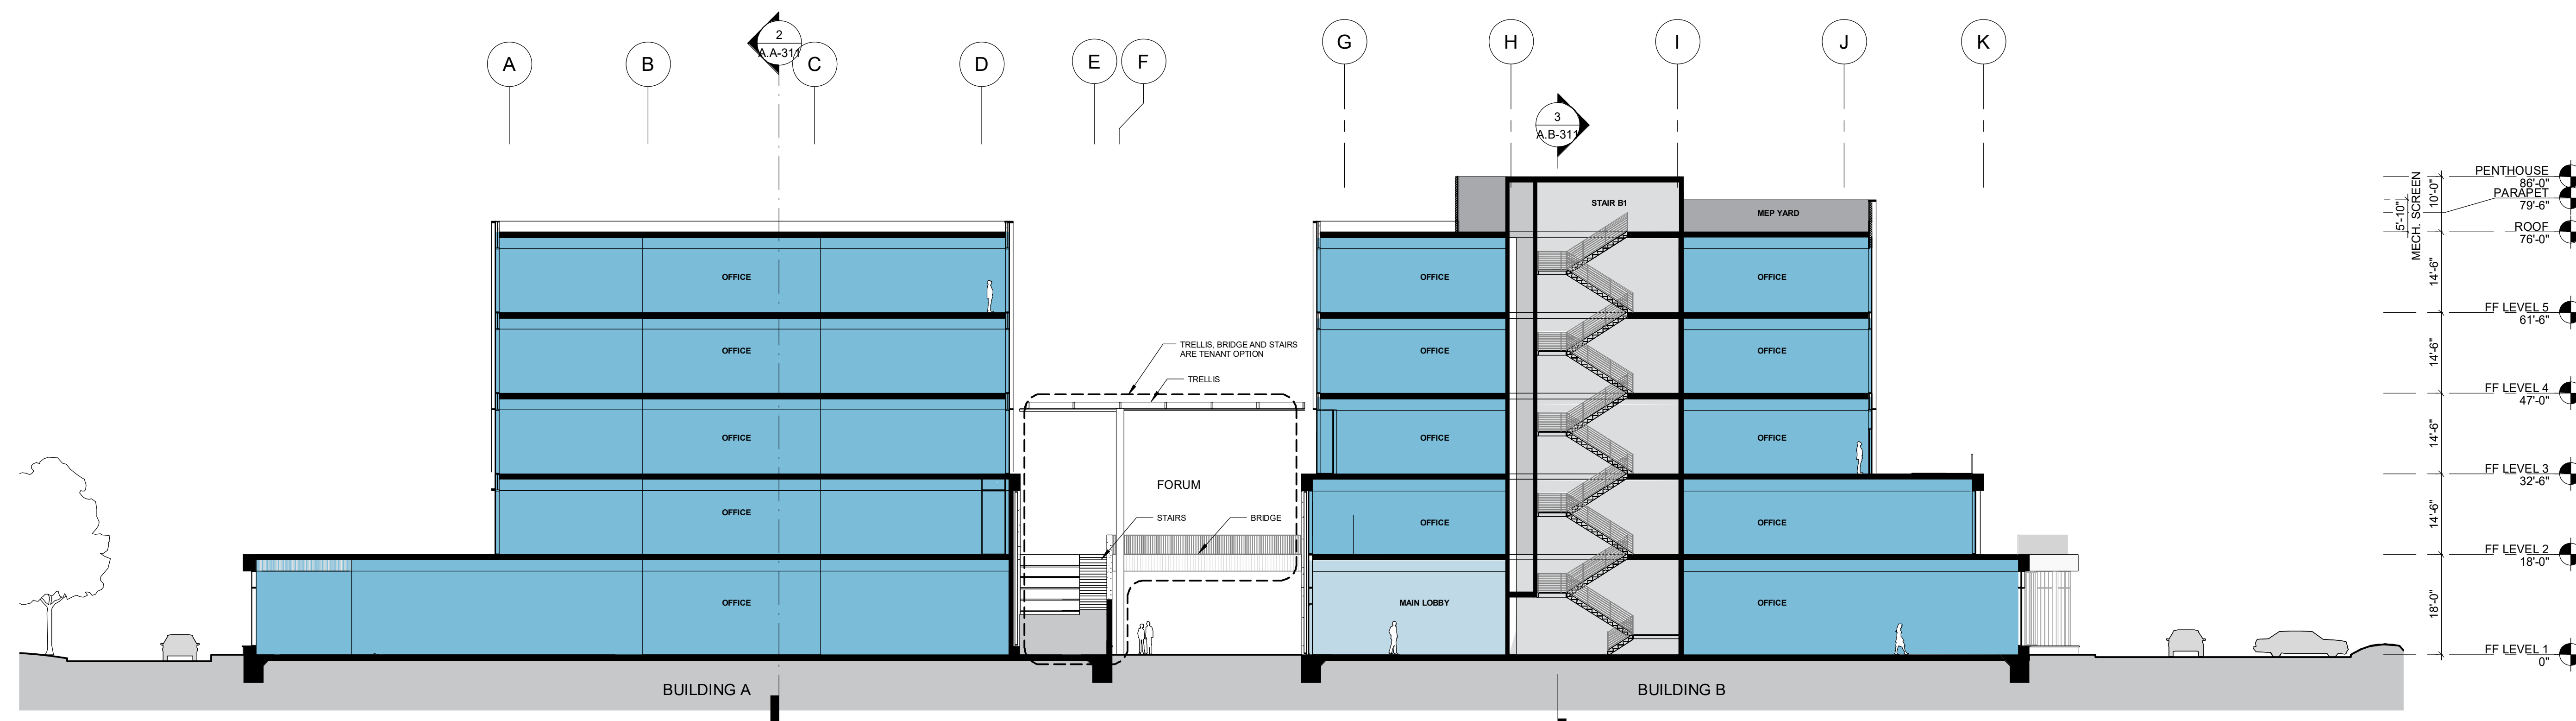 2
A.A-311
A
B
C
D
E
F
G
H
I
J
K
3
A.B-311
STAIR B1
MEP YARD
OFFICE
OFFICE
OFFICE
OFFICE
OFFICE
OFFICE
OFFICE
OFFICE
OFFICE
OFFICE
OFFICE
OFFICE
OFFICE
MAIN LOBBY
OFFICE
TRELLIS, BRIDGE AND STAIRS
ARE TENANT OPTION
TRELLIS
FORUM
STAIRS
BRIDGE
BUILDING A
BUILDING B
5'-10"
MECH. SCREEN
10'-0"
14'-6"
14'-6"
14'-6"
14'-6"
18'-0"
PENTHOUSE
86'-0"
PARAPET
79'-6"
ROOF
76'-0"
FF LEVEL 5
61'-6"
FF LEVEL 4
47'-0"
FF LEVEL 3
32'-6"
FF LEVEL 2
18'-0"
FF LEVEL 1
0"